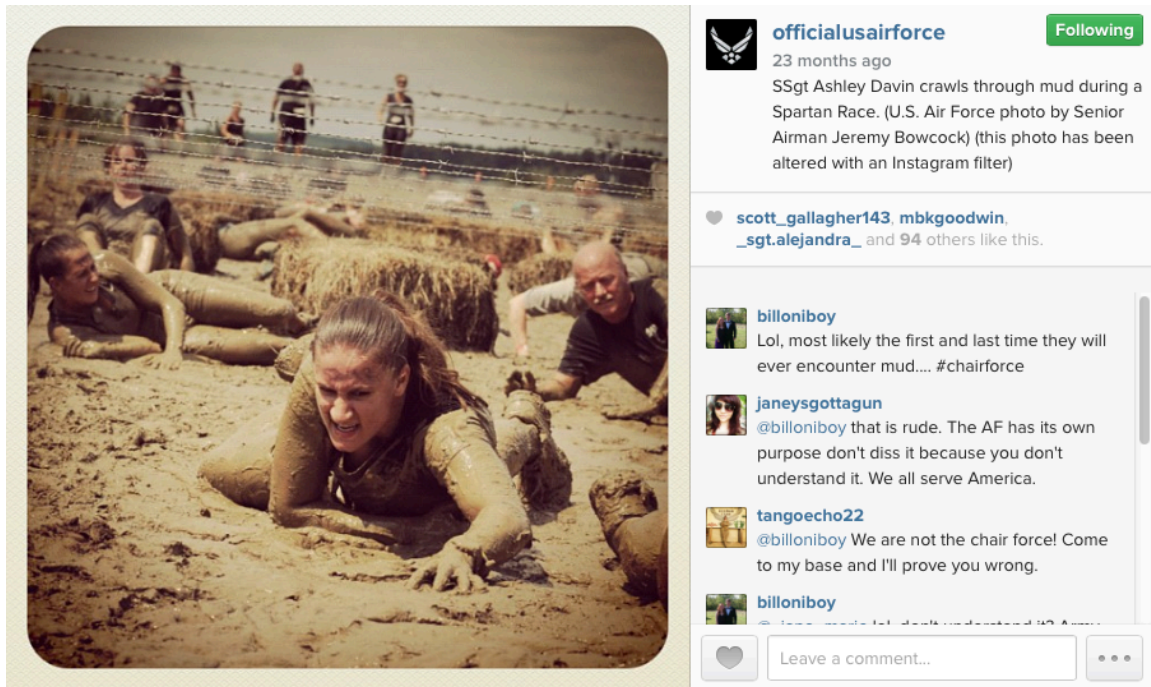 officialusairforce
Following
23 months ago
SSgt Ashley Davin crawls through mud during a
Spartan Race. (U.S. Air Force photo by Senior
Airman Jeremy Bowcock) (this photo has been
altered with an Instagram filter)
scott_gallagher143, mbkgoodwin,
_sgt.alejandra_ and 94 others like this.
billoniboy
Lol, most likely the first and last time they will
ever encounter mud.... #chairforce
janeysgottagun
@billoniboy that is rude. The AF has its own
purpose don't diss it because you don't
understand it. We all serve America.
tangoecho22
@billoniboy We are not the chair force! Come
to my base and I'll prove you wrong.
billoniboy
lol, don't understand it? Army
Leave a comment...